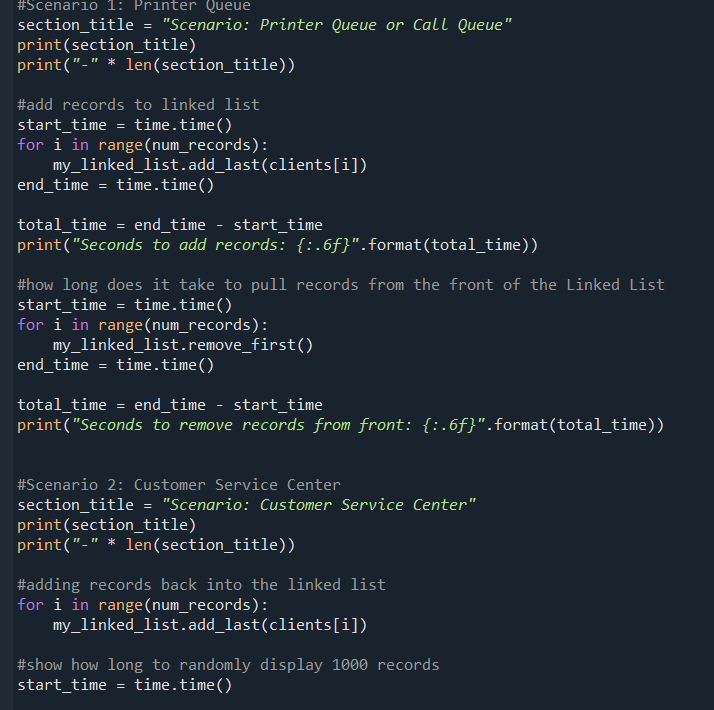 #Scenario 1: Printer Queue
section_title = "Scenario: Printer Queue or Call Queue"
print(section_title)
print("-" * len(section_title))
#add records to linked list
start_time = time.time()
for i in range(num_records):
    my_linked_list.add_last(clients[i])
end_time = time.time()
total_time = end_time - start_time
print("Seconds to add records: {:.6f}".format(total_time))
#how long does it take to pull records from the front of the Linked List
start_time = time.time()
for i in range(num_records):
    my_linked_list.remove_first()
end_time = time.time()
total_time = end_time - start_time
print("Seconds to remove records from front: {:.6f}".format(total_time))
#Scenario 2: Customer Service Center
section_title = "Scenario: Customer Service Center"
print(section_title)
print("-" * len(section_title))
#adding records back into the linked list
for i in range(num_records):
    my_linked_list.add_last(clients[i])
#show how long to randomly display 1000 records
start_time = time.time()